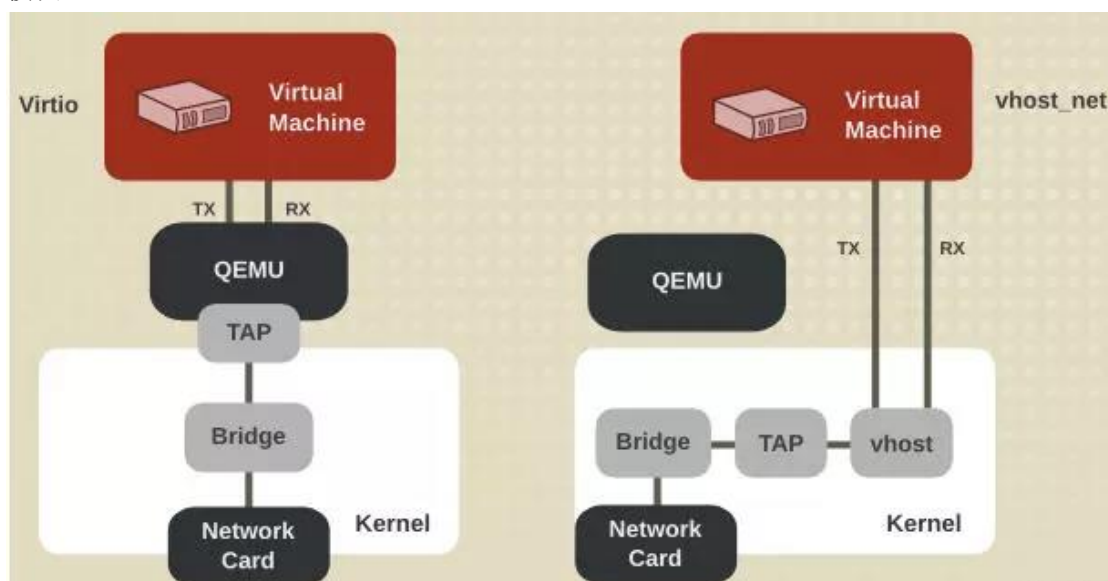 Virtio
Virtual
Machine
TX
RX
QEMU
TAP
Bridge
Network
Card
Kernel
Virtual
Machine
vhost_net
TX
RX
QEMU
Bridge
TAP
vhost
Network
Card
Kernel